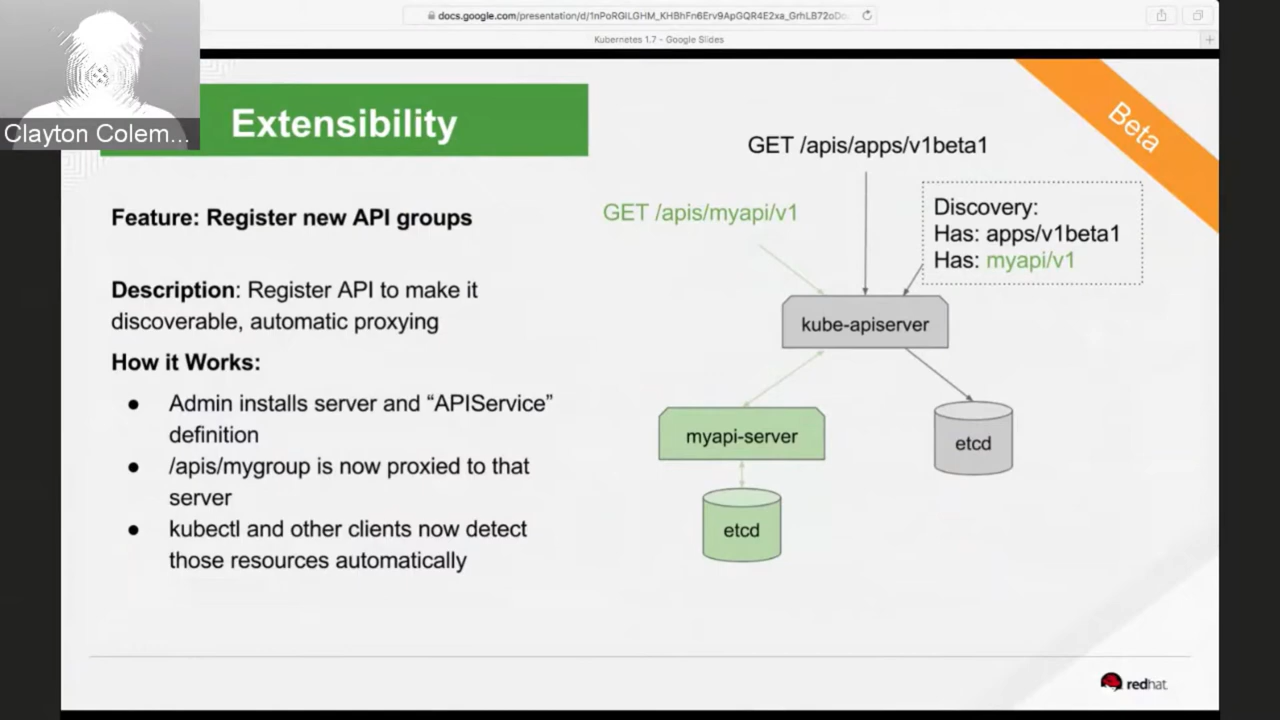 docs.google.com/presentation/d/1nPoRGlLGHM_KHBhFn6Erv9ApGQR4E2xa_GrhLB72oD
Kubernetes 1.7 - Google Slides
Clayton Colem...
Extensibility
Beta
Feature: Register new API groups
Description: Register API to make it
discoverable, automatic proxying
How it Works:
● Admin installs server and “APIService”
definition
● /apis/mygroup is now proxied to that
server
● kubectl and other clients now detect
those resources automatically
GET /apis/apps/v1beta1
GET /apis/myapi/v1
Discovery:
Has: apps/v1beta1
Has: myapi/v1
kube-apiserver
myapi-server
etcd
etcd
redhat